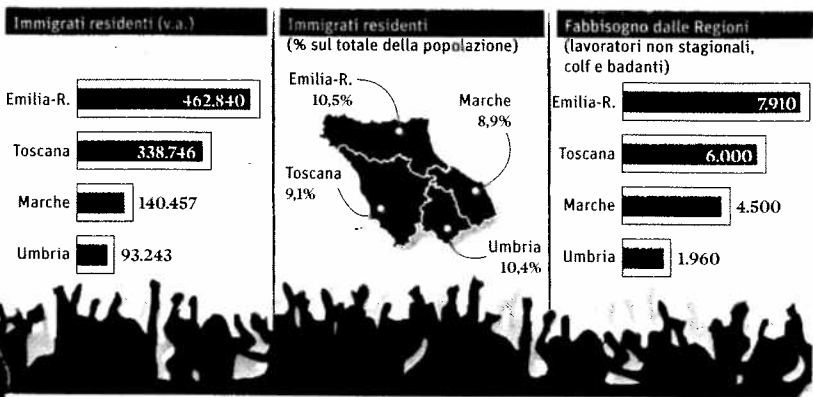 Immigrati residenti (v.a.)
Emilia-R. 462.840
Toscana 338.746
Marche 140.457
Umbria 93.243
Immigrati residenti
(% sul totale della popolazione)
Emilia-R.
10,5%
Marche
8,9%
Toscana
9,1%
Umbria
10,4%
Fabbisogno dalle Regioni
(lavoratori non stagionali,
colf e badanti)
Emilia-R. 7.910
Toscana 6.000
Marche 4.500
Umbria 1.960